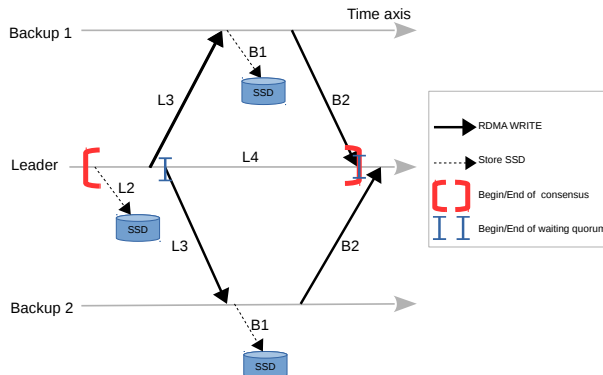 Time axis
Backup 1
B1
SSD
L3
B2
RDMA WRITE
Store SSD
Leader
L4
L2
Begin/End of consensus
SSD
Begin/End of waiting quorum
L3
B2
Backup 2
B1
SSD